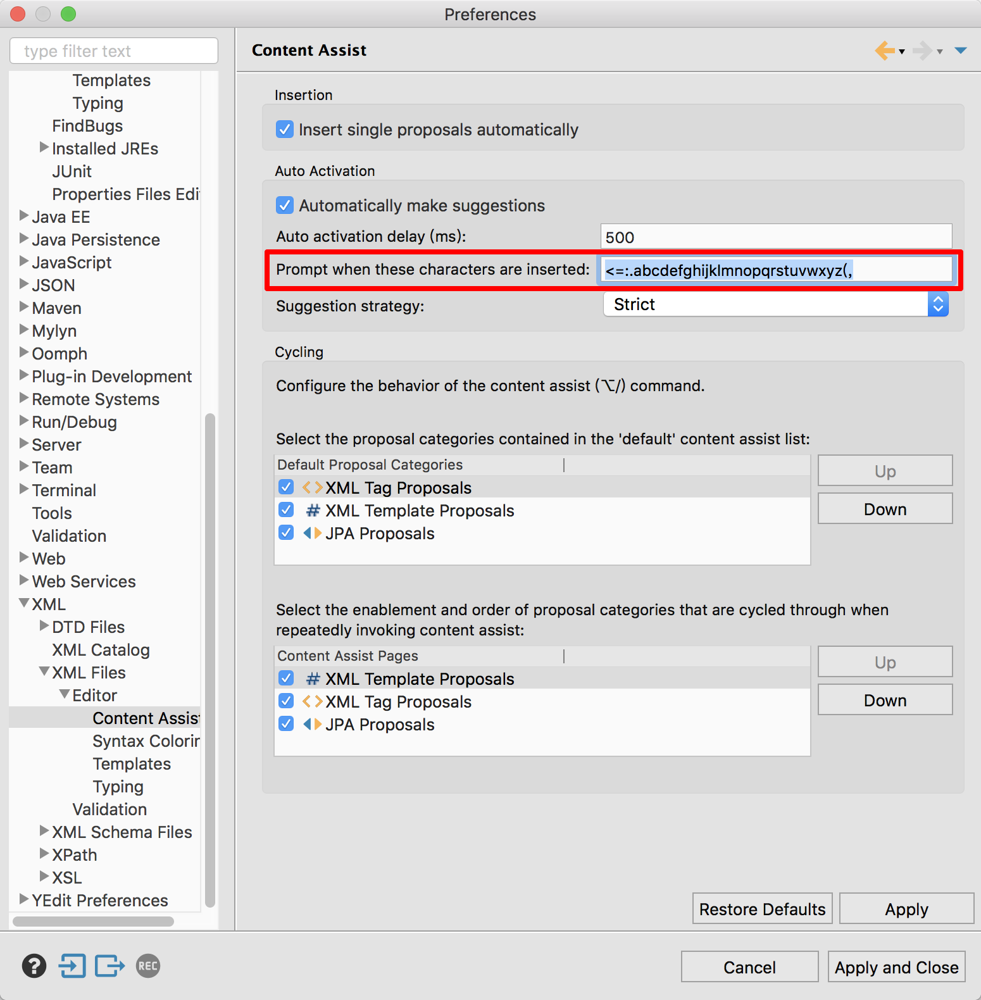 Preferences
type filter text
Templates
Typing
FindBugs
Installed JREs
JUnit
Properties Files Edi
Java EE
Java Persistence
JavaScript
JSON
Maven
Mylyn
Oomph
Plug-in Development
Remote Systems
Run/Debug
Server
Team
Terminal
Tools
Validation
Web
Web Services
XML
DTD Files
XML Catalog
XML Files
Editor
Content Assist
Syntax Colorin
Templates
Typing
Validation
XML Schema Files
XPath
XSL
YEdit Preferences
Content Assist
Insertion
Insert single proposals automatically
Auto Activation
Automatically make suggestions
Auto activation delay (ms): 500
Prompt when these characters are inserted: <=:.abcdefghijklmnopqrstuvwxyz(,
Suggestion strategy: Strict
Cycling
Configure the behavior of the content assist (⌥/) command.
Select the proposal categories contained in the 'default' content assist list:
Default Proposal Categories
XML Tag Proposals
XML Template Proposals
JPA Proposals
Up
Down
Select the enablement and order of proposal categories that are cycled through when
repeatedly invoking content assist:
Content Assist Pages
XML Template Proposals
XML Tag Proposals
JPA Proposals
Up
Down
Restore Defaults Apply
REC
Cancel Apply and Close